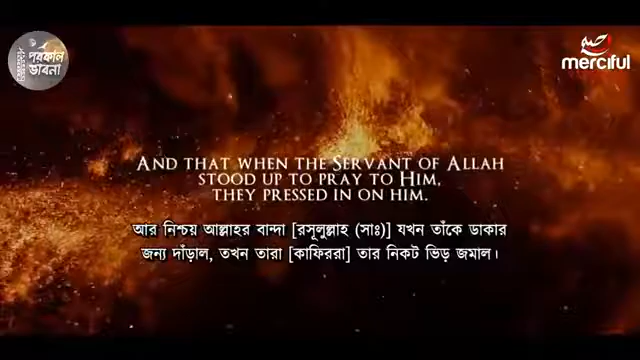 পরকাল
ভাবনা
merciful
AND THAT WHEN THE SERVANT OF ALLAH
STOOD UP TO PRAY TO HIM,
THEY PRESSED IN ON HIM.
আর নিশ্চয় আল্লাহর বান্দা [রসূলুল্লাহ (সাঃ)] যখন তাঁকে ডাকার
জন্য দাঁড়াল, তখন তারা [কাফিররা] তার নিকট ভিড় জমাল।